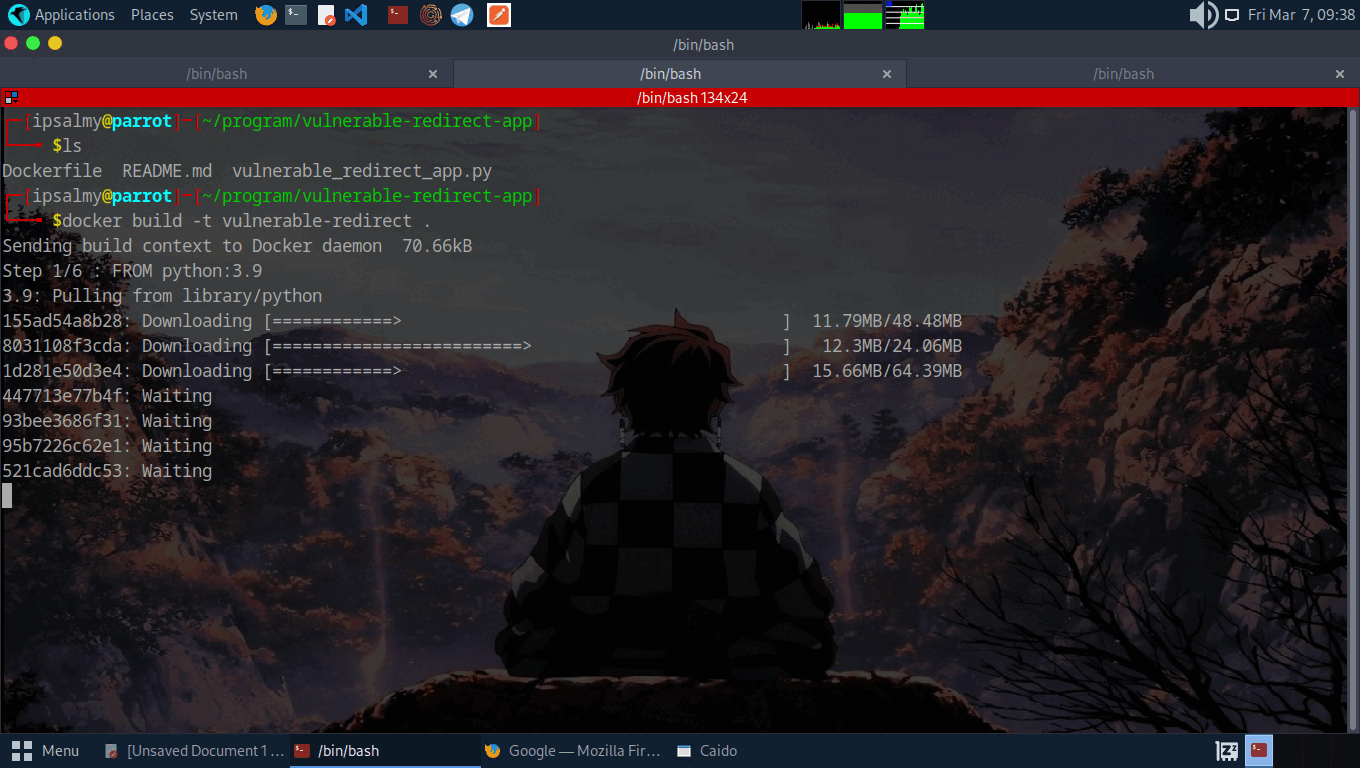 Applications Places System Fri Mar 7, 09:38
/bin/bash
/bin/bash × /bin/bash × /bin/bash ×
/bin/bash 134x24
┌─[ipsalmy@parrot]─[~/program/vulnerable-redirect-app]
└──╼ $ls
Dockerfile  README.md  vulnerable_redirect_app.py
┌─[ipsalmy@parrot]─[~/program/vulnerable-redirect-app]
└──╼ $docker build -t vulnerable-redirect .
Sending build context to Docker daemon  70.66kB
Step 1/6 : FROM python:3.9
3.9: Pulling from library/python
155ad54a8b28: Downloading [============>                                      ]  11.79MB/48.48MB
8031108f3cda: Downloading [=========================>                         ]   12.3MB/24.06MB
1d281e50d3e4: Downloading [============>                                      ]  15.66MB/64.39MB
447713e77b4f: Waiting
93bee3686f31: Waiting
95b7226c62e1: Waiting
521cad6ddc53: Waiting
Menu [Unsaved Document 1 ... /bin/bash Google — Mozilla Fir... Caido